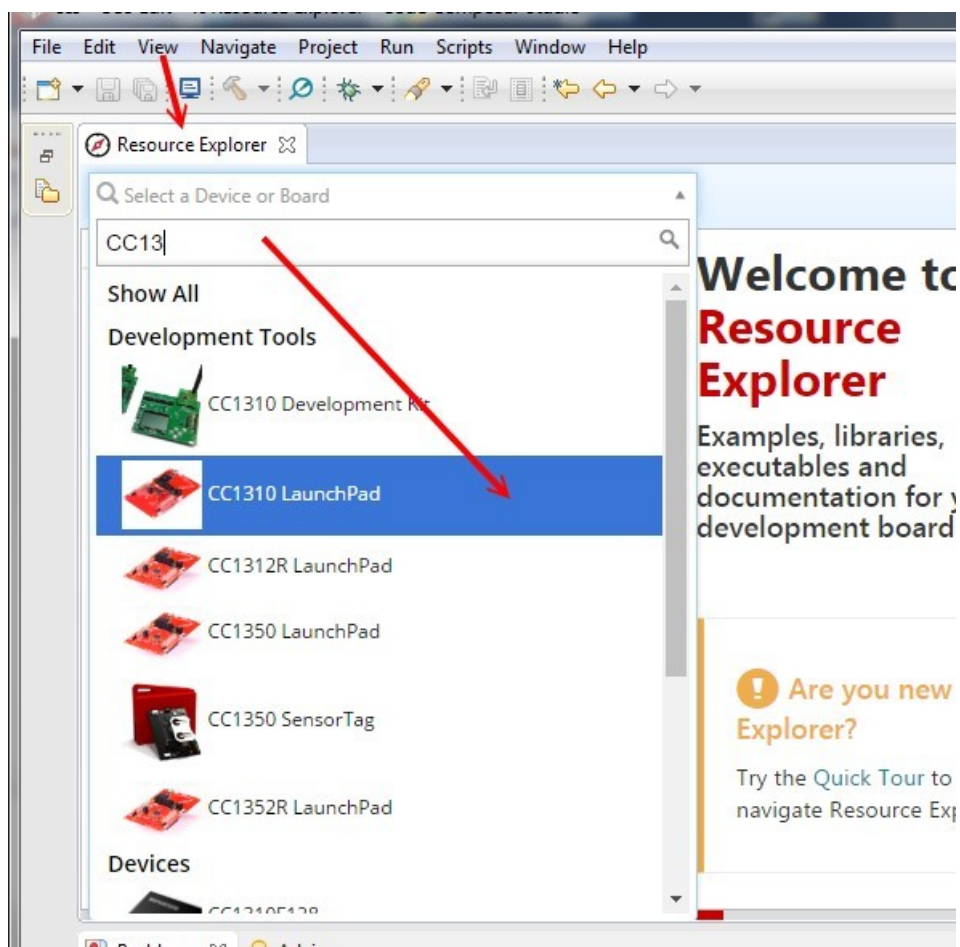 File Edit View Navigate Project Run Scripts Window Help
Resource Explorer
Select a Device or Board
CC13
Show All
Development Tools
CC1310 Development Kit
CC1310 LaunchPad
CC1312R LaunchPad
CC1350 LaunchPad
CC1350 SensorTag
CC1352R LaunchPad
Devices
CC1310F128
Welcome to
Resource
Explorer
Examples, libraries,
executables and
documentation for
development board
Are you new
Explorer?
Try the Quick Tour to
navigate Resource Exp